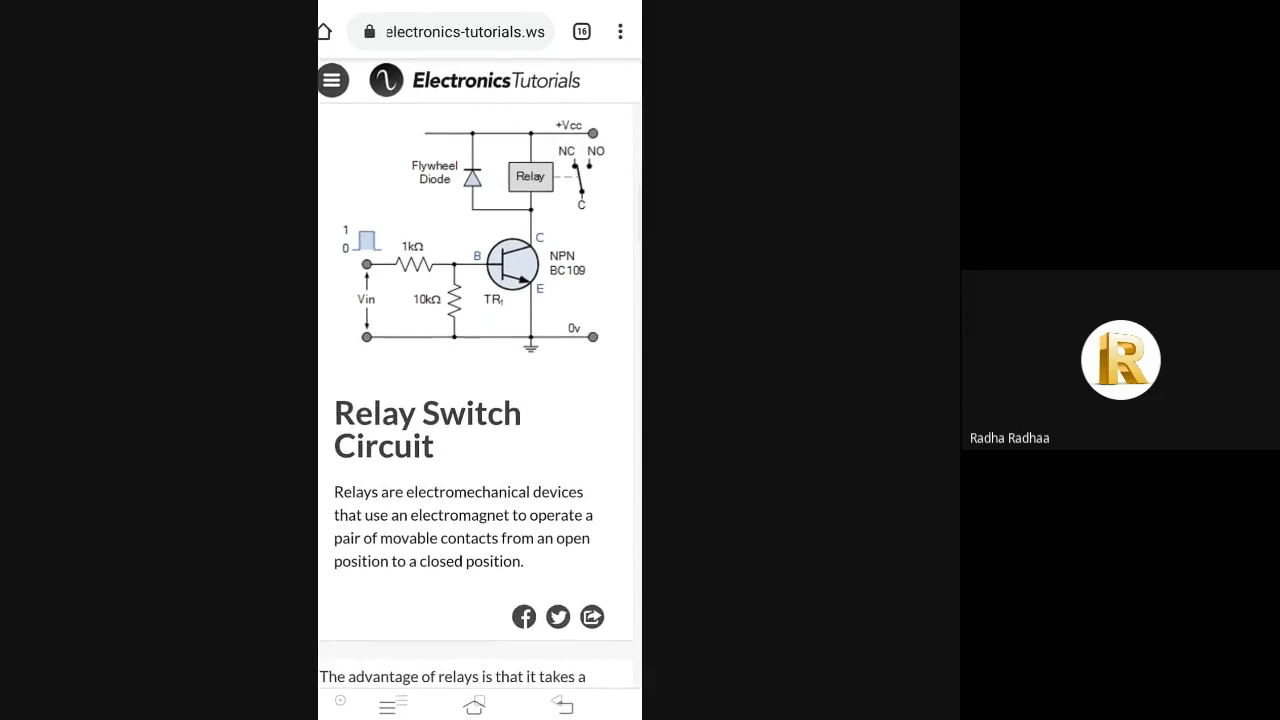 electronics-tutorials.ws
16
ElectronicsTutorials
+Vcc
NC NO
Flywheel
Diode
Relay
C
1
0
1kΩ
B
C
NPN
BC109
Vin
10kΩ
TR₁
E
0v
Relay Switch
Circuit
Relays are electromechanical devices
that use an electromagnet to operate a
pair of movable contacts from an open
position to a closed position.
The advantage of relays is that it takes a
R
Radha Radhaa